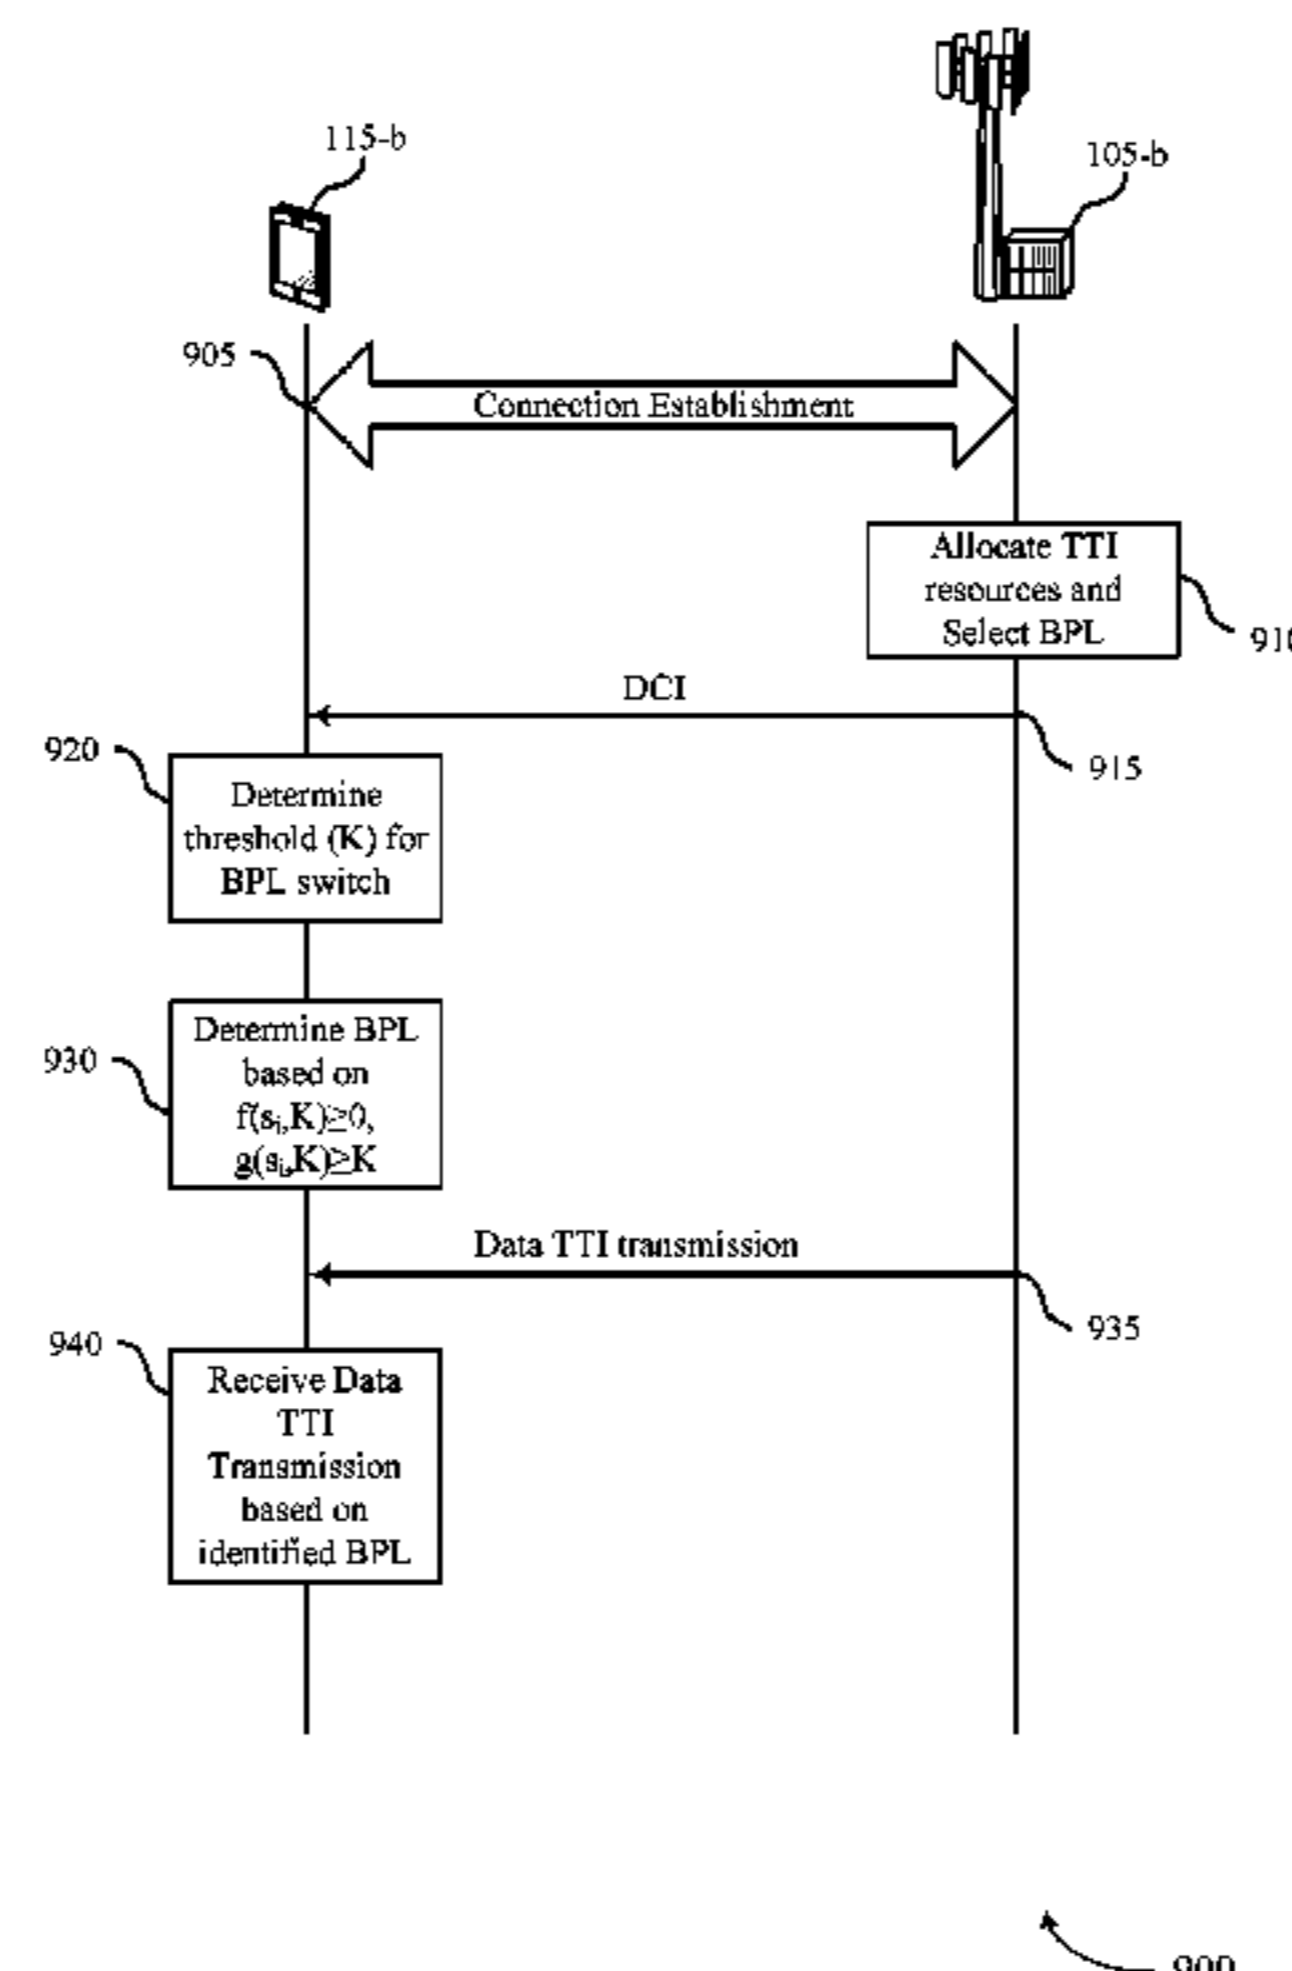 115-b
105-b
905
Connection Establishment
Allocate TTI
resources and
Select BPL
910
DCI
915
920
Determine
threshold (K) for
BPL switch
930
Determine BPL
based on
f(sᵢ,K)≥0,
g(sᵢ,K)≥K
Data TTI transmission
935
940
Receive Data
TTI
Transmission
based on
identified BPL
900